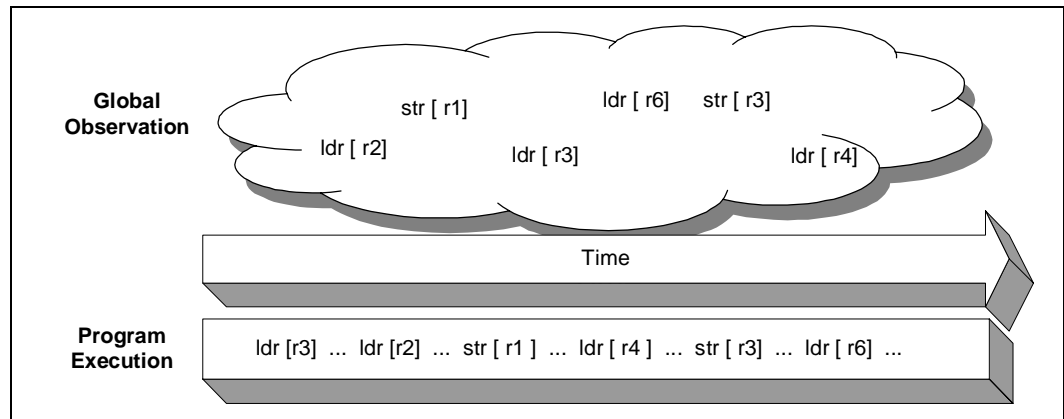 Global
Observation
str [ r1]
ldr [ r6]
str [ r3]
ldr [ r2]
ldr [ r3]
ldr [ r4]
Time
Program
Execution
ldr [r3] ... ldr [r2] ... str [ r1 ] ... ldr [ r4 ] ... str [ r3] ... ldr [ r6] ...